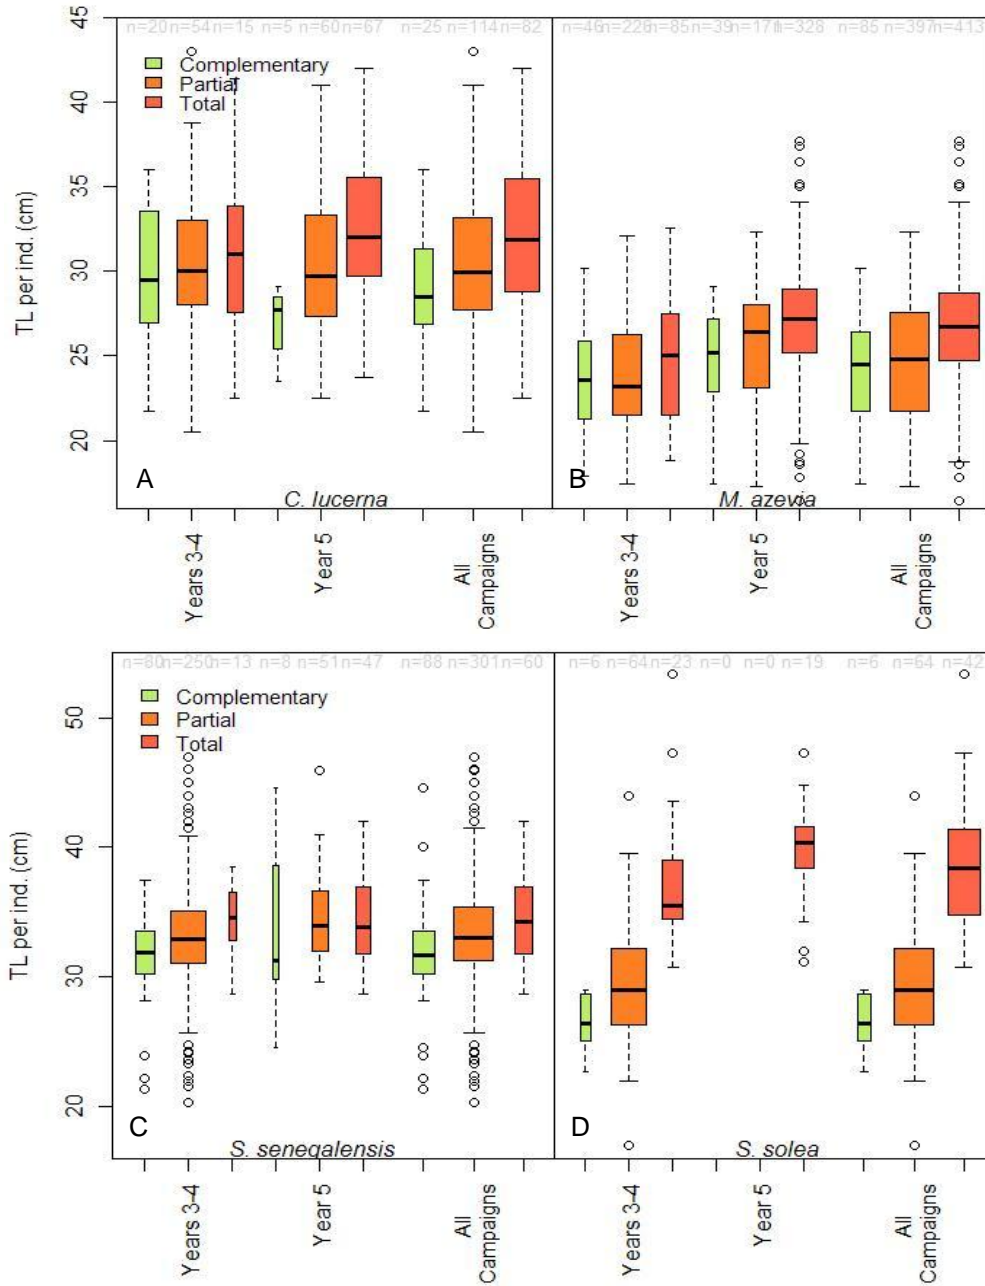 45
n=20 n=54 n=15 n=5 n=60 n=67 n=25 n=114 n=82
n=46 n=228 n=85 n=39 n=171 n=328 n=85 n=397 n=413
Complementary
Partial
Total
40
35
30
25
20
TL per ind. (cm)
A
C. lucerna
B
M. azevia
Years 3-4
Year 5
All
Campaigns
Years 3-4
Year 5
All
Campaigns
n=80 n=250 n=13 n=8 n=51 n=47 n=88 n=301 n=60
n=6 n=64 n=23 n=0 n=0 n=19 n=6 n=64 n=42
Complementary
Partial
Total
50
40
30
20
TL per ind. (cm)
C
S. senegalensis
D
S. solea
Years 3-4
Year 5
All
Campaigns
Years 3-4
Year 5
All
Campaigns